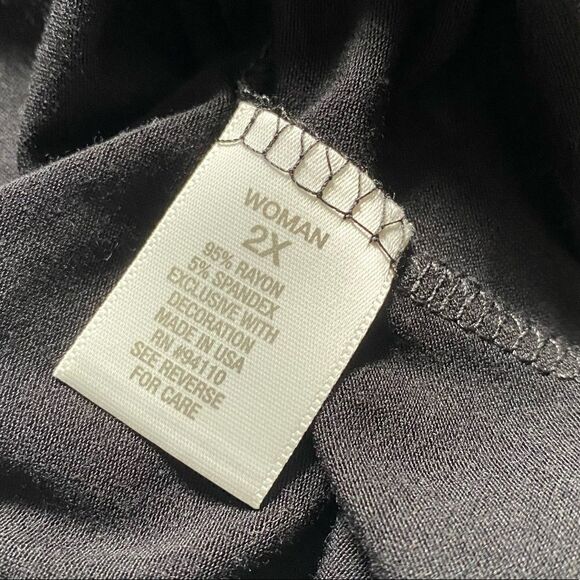 WOMAN
2X
95% RAYON
5% SPANDEX
EXCLUSIVE WITH
DECORATION
MADE IN USA
RN #94110
SEE REVERSE
FOR CARE